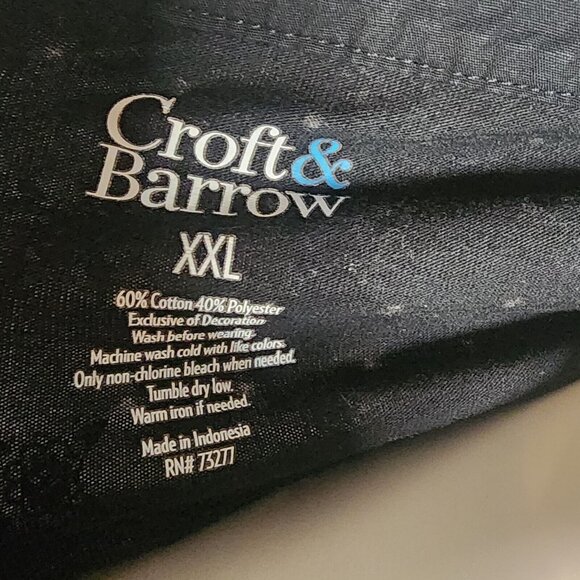 Croft&
Barrow
XXL
60% Cotton 40% Polyester
Exclusive of Decoration
Wash before wearing.
Machine wash cold with like colors.
Only non-chlorine bleach when needed.
Tumble dry low.
Warm iron if needed.
Made in Indonesia
RN# 73277